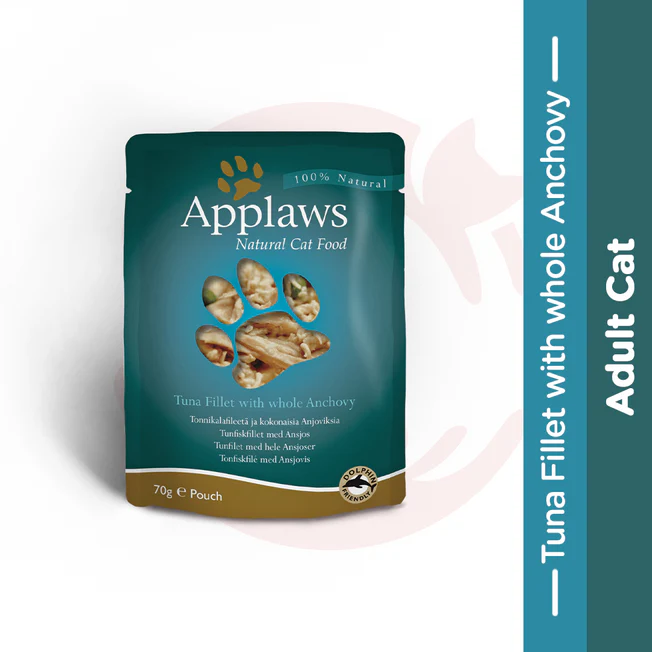 100% Natural
Applaws
Natural Cat Food
Tuna Fillet with whole Anchovy
Tonnikalafileetä ja kokonaisia Anjoviksia
Tunfiskfillet med Ansjos
Tunfilet med hele Ansjoser
Tonfiskfilé med Ansjovis
70g ℮ Pouch
DOLPHIN
FRIENDLY
Tuna Fillet with whole Anchovy
Adult Cat